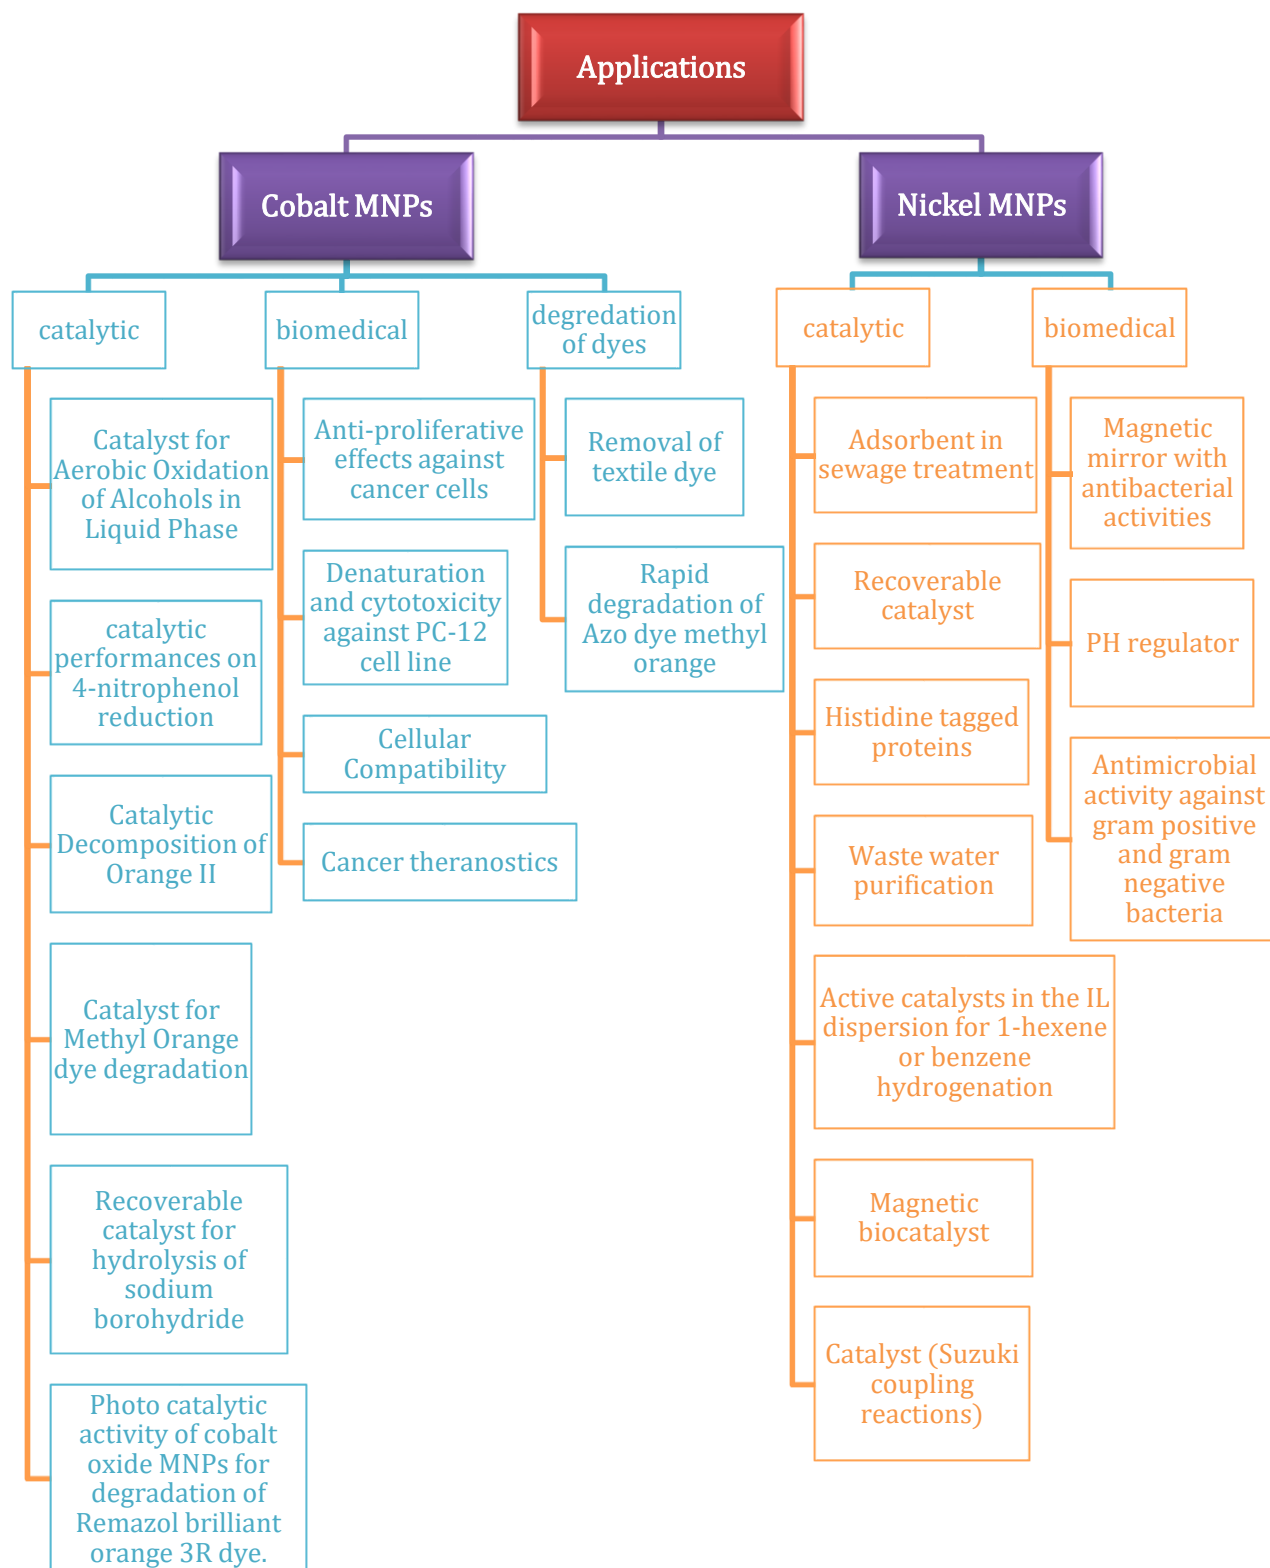 Applications
Cobalt MNPs
catalytic
Catalyst for
Aerobic Oxidation
of Alcohols in
Liquid Phase
catalytic
performances on
4-nitrophenol
reduction
Catalytic
Decomposition of
Orange II
Catalyst for
Methyl Orange
dye degradation
Recoverable
catalyst for
hydrolysis of
sodium
borohydride
Photo catalytic
activity of cobalt
oxide MNPs for
degradation of
Remazol brilliant
orange 3R dye.
biomedical
Anti-proliferative
effects against
cancer cells
Denaturation
and cytotoxicity
against PC-12
cell line
Cellular
Compatibility
Cancer theranostics
degredation
of dyes
Removal of
textile dye
Rapid
degradation of
Azo dye methyl
orange
Nickel MNPs
catalytic
Adsorbent in
sewage treatment
Recoverable
catalyst
Histidine tagged
proteins
Waste water
purification
Active catalysts in the IL
dispersion for 1-hexene
or benzene
hydrogenation
Magnetic
biocatalyst
Catalyst (Suzuki
coupling
reactions)
biomedical
Magnetic
mirror with
antibacterial
activities
PH regulator
Antimicrobial
activity against
gram positive
and gram
negative
bacteria